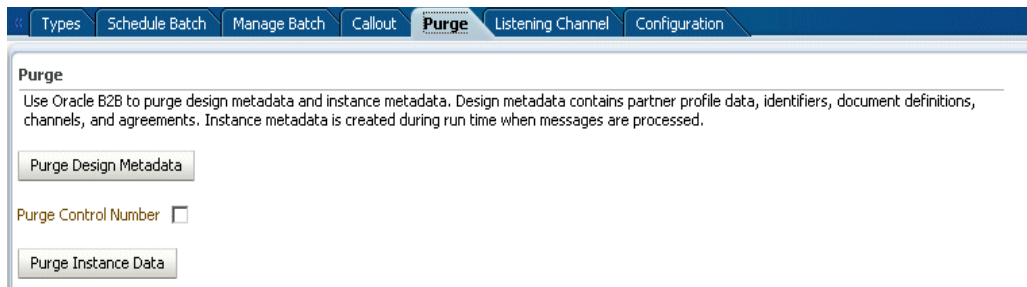 « Types Schedule Batch Manage Batch Callout Purge Listening Channel Configuration
Purge
Use Oracle B2B to purge design metadata and instance metadata. Design metadata contains partner profile data, identifiers, document definitions,
channels, and agreements. Instance metadata is created during run time when messages are processed.
Purge Design Metadata
Purge Control Number
Purge Instance Data